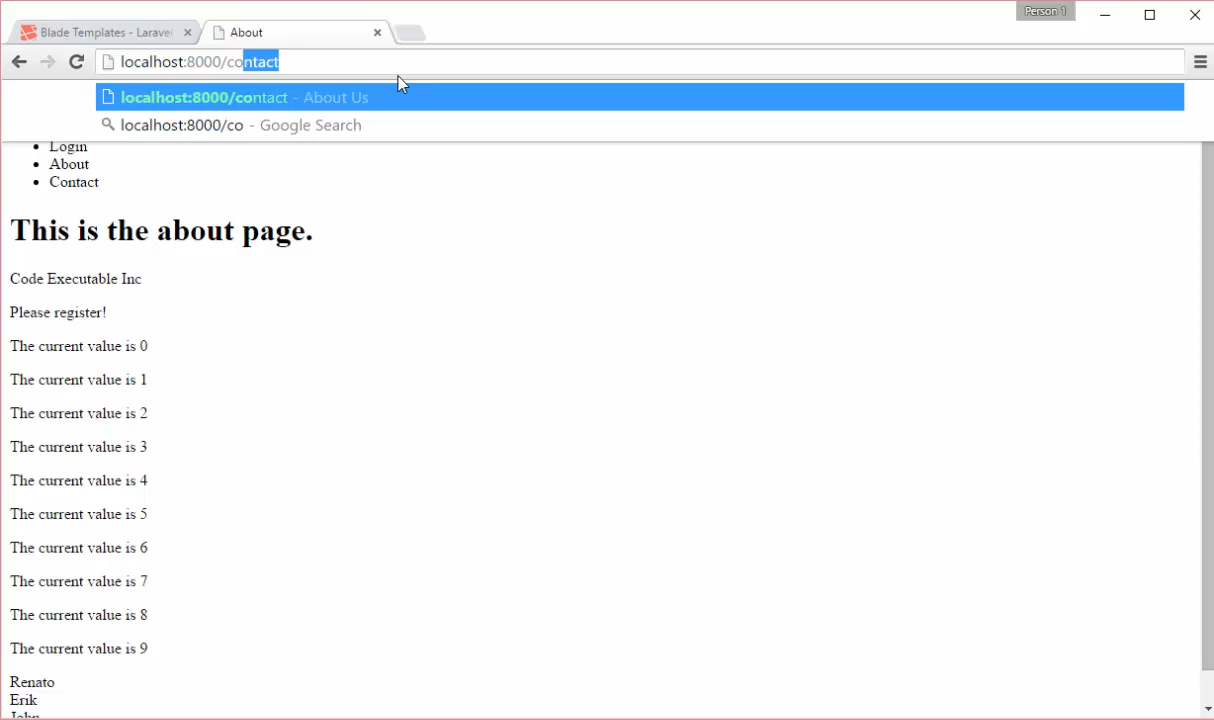 Person 1
Blade Templates - Laravel
About
localhost:8000/contact
localhost:8000/contact - About Us
localhost:8000/co - Google Search
Login
About
Contact
This is the about page.
Code Executable Inc
Please register!
The current value is 0
The current value is 1
The current value is 2
The current value is 3
The current value is 4
The current value is 5
The current value is 6
The current value is 7
The current value is 8
The current value is 9
Renato
Erik
John